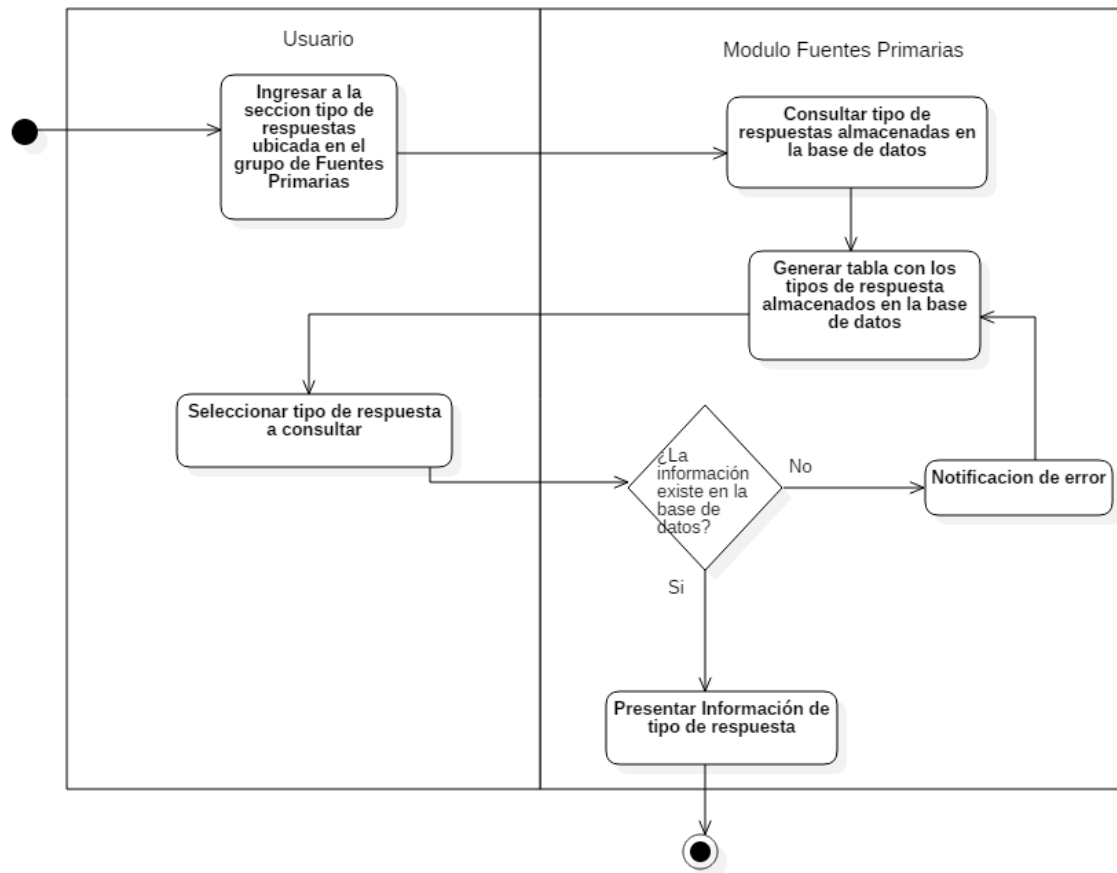 Usuario
Modulo Fuentes Primarias
Ingresar a la
seccion tipo de
respuestas
ubicada en el
grupo de Fuentes
Primarias
Consultar tipo de
respuestas almacenadas en
la base de datos
Generar tabla con los
tipos de respuesta
almacenados en la base
de datos
Seleccionar tipo de respuesta
a consultar
¿La
información
existe en la
base de
datos?
No
Notificacion de error
Si
Presentar Información de
tipo de respuesta